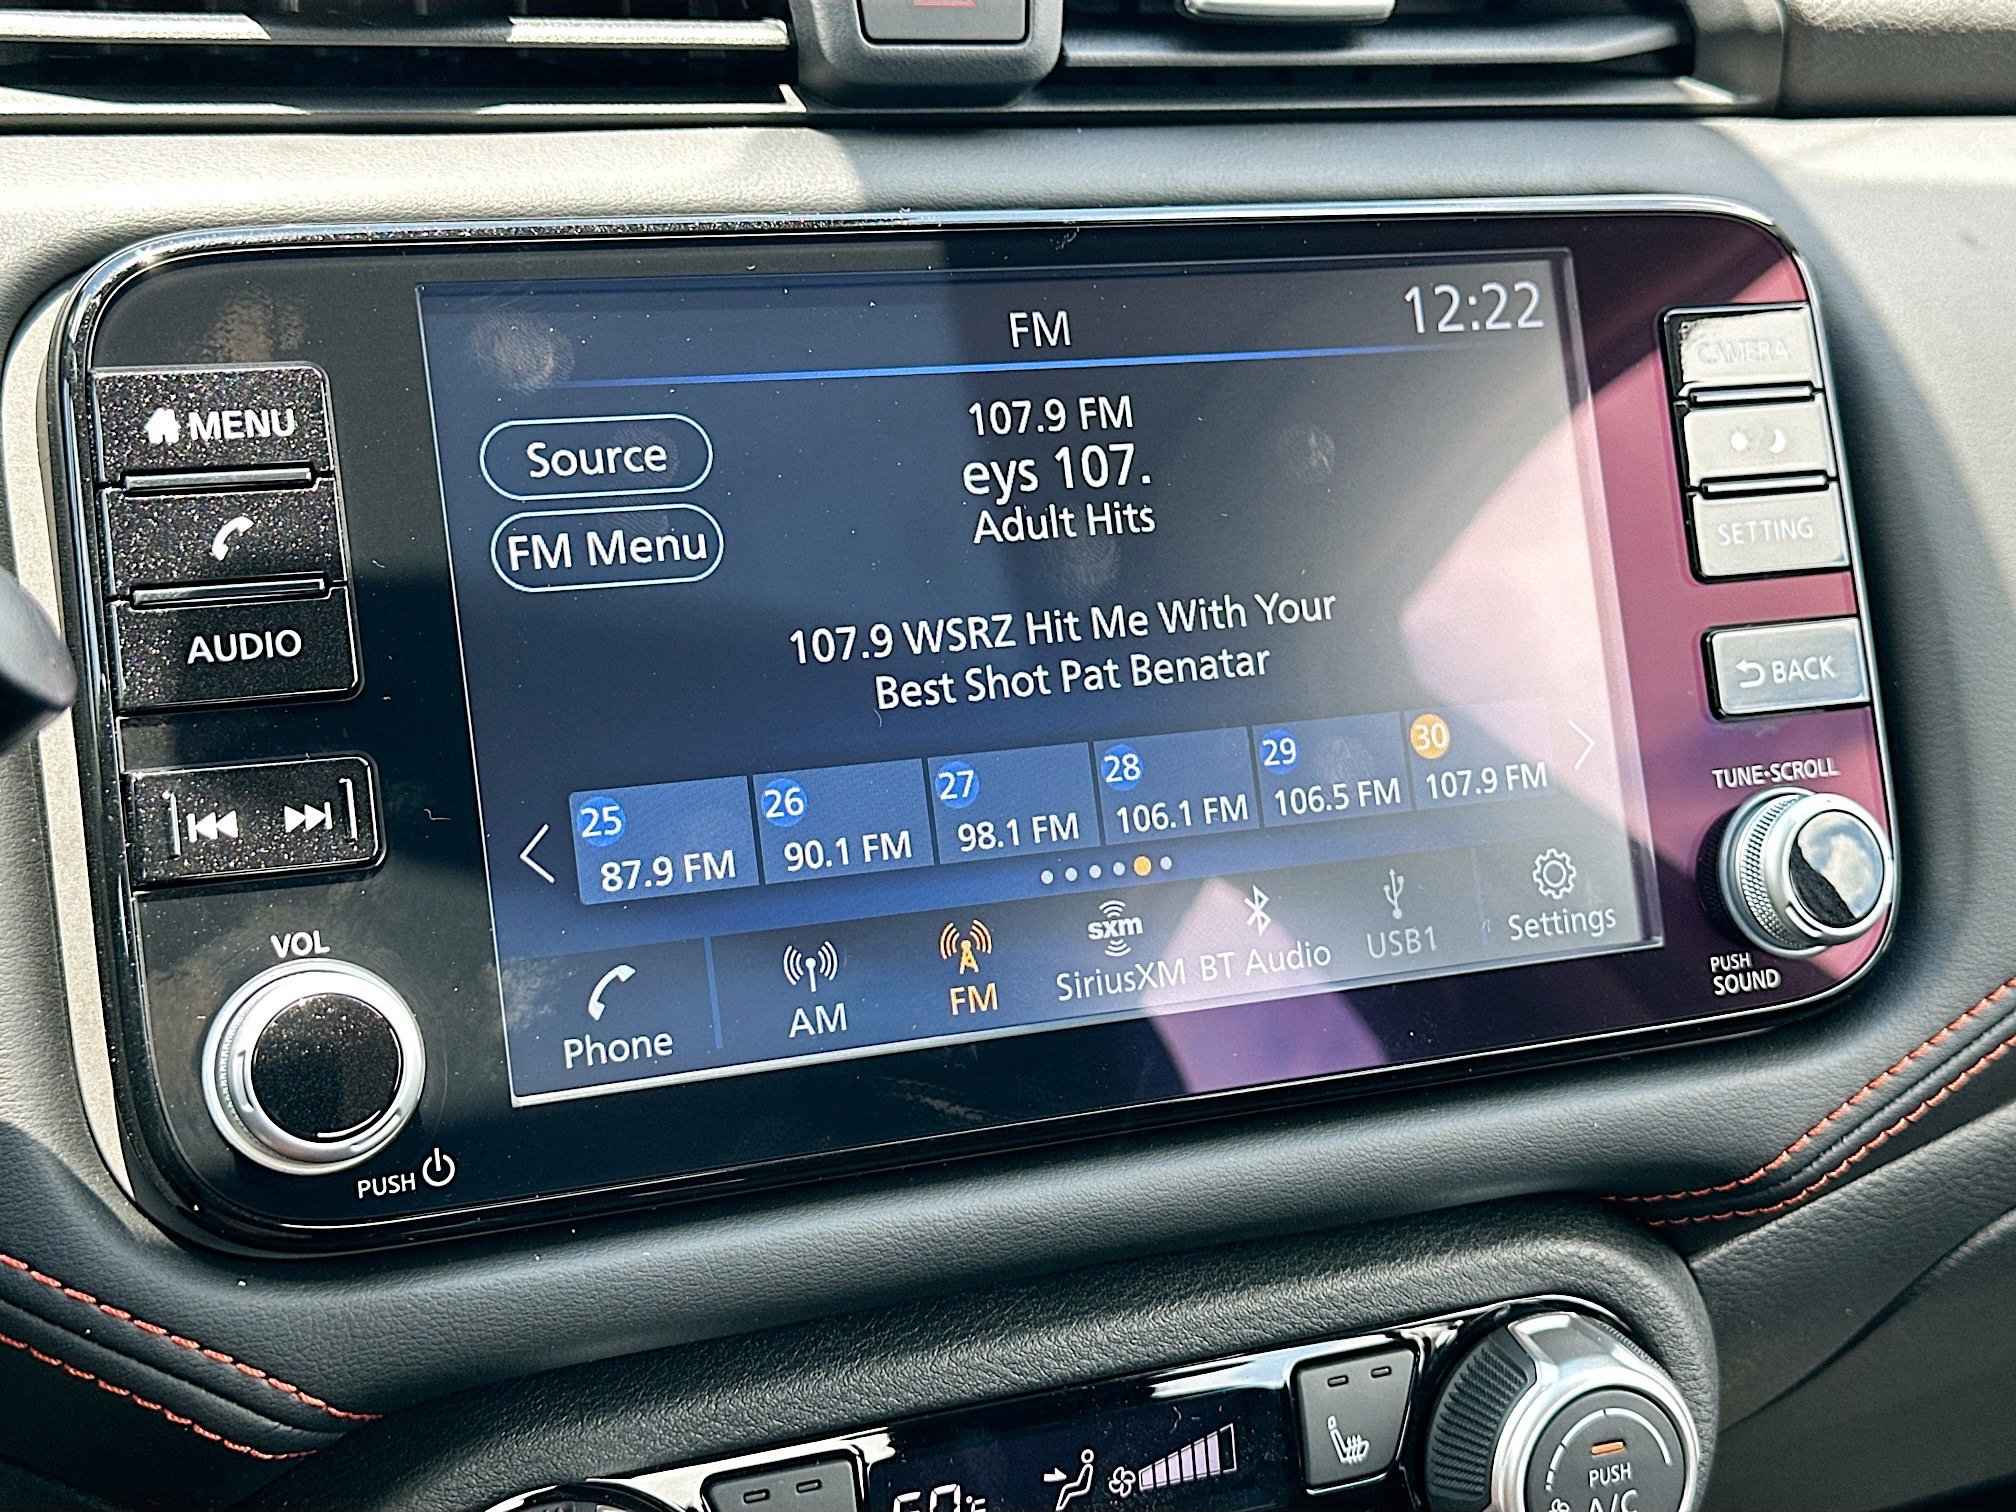 FM
12:22
MENU
CAMERA
Source
107.9 FM
eys 107.
Adult Hits
FM Menu
SETTING
AUDIO
107.9 WSRZ Hit Me With Your
Best Shot Pat Benatar
BACK
25
26
27
28
29
30
87.9 FM
90.1 FM
98.1 FM
106.1 FM
106.5 FM
107.9 FM
TUNE·SCROLL
VOL
Phone
AM
FM
sxm
SiriusXM
BT Audio
USB1
Settings
PUSH
SOUND
PUSH
PUSH
A/C